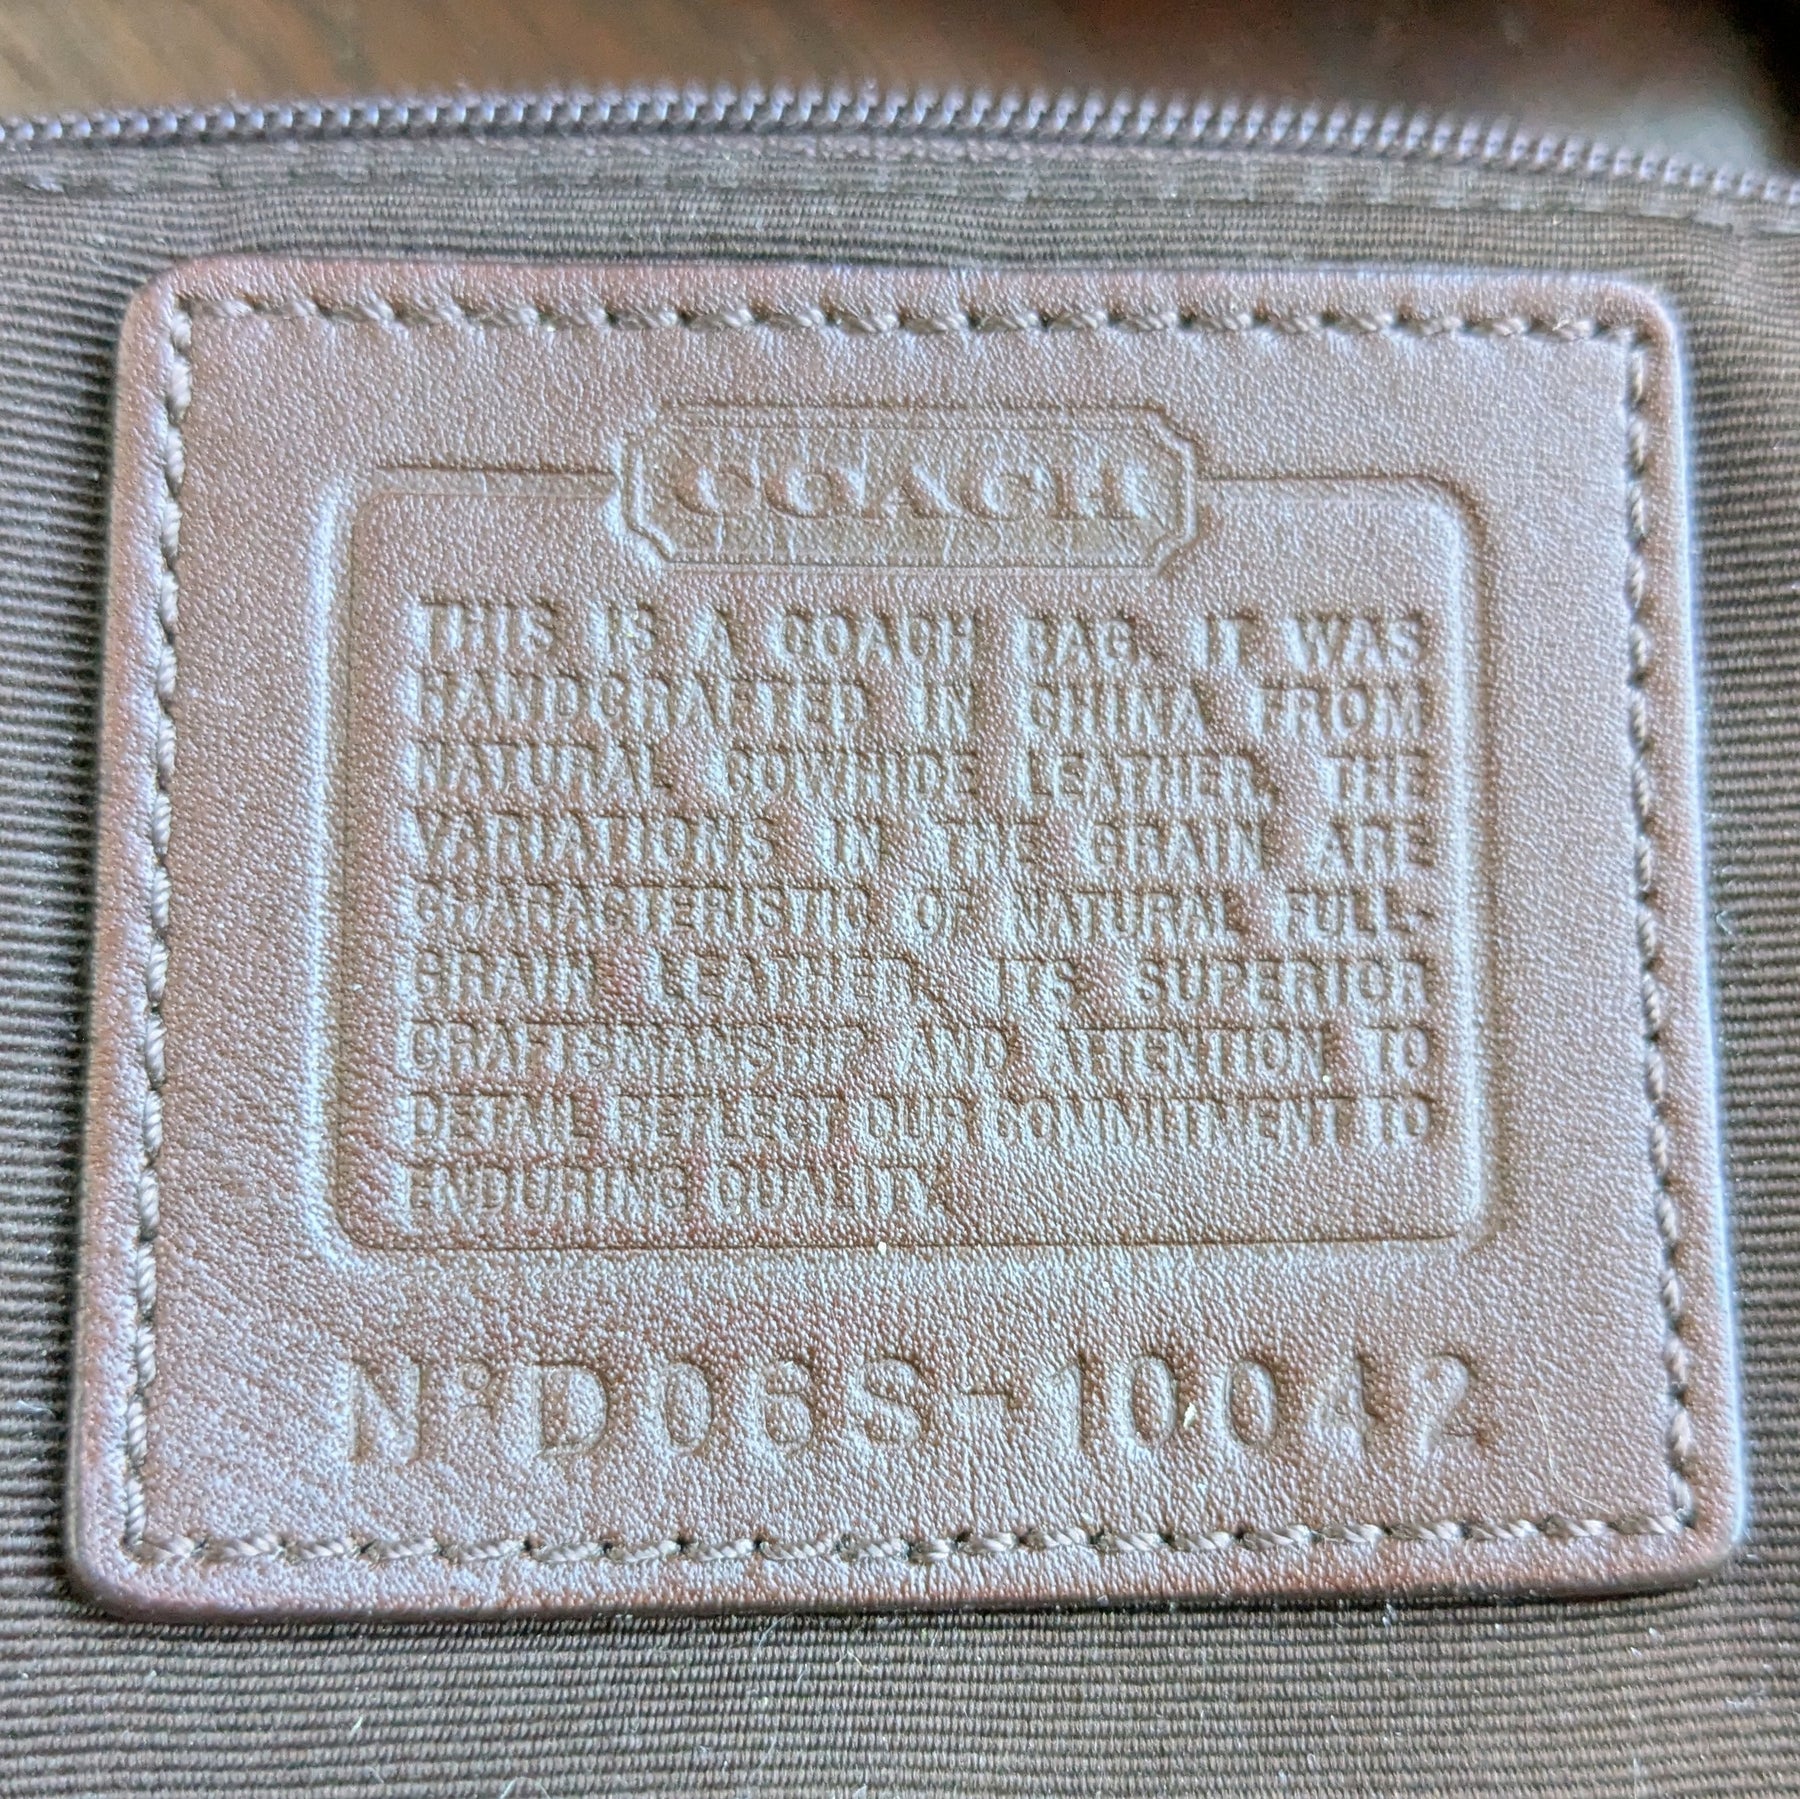 COACH
THIS IS A COACH BAG. IT WAS
HANDCRAFTED IN CHINA FROM
NATURAL COWHIDE LEATHER. THE
VARIATIONS IN THE GRAIN ARE
CHARACTERISTIC OF NATURAL FULL-
GRAIN LEATHER. ITS SUPERIOR
CRAFTSMANSHIP AND ATTENTION TO
DETAIL REFLECT OUR COMMITMENT TO
ENDURING QUALITY.
Nº D06S-10042